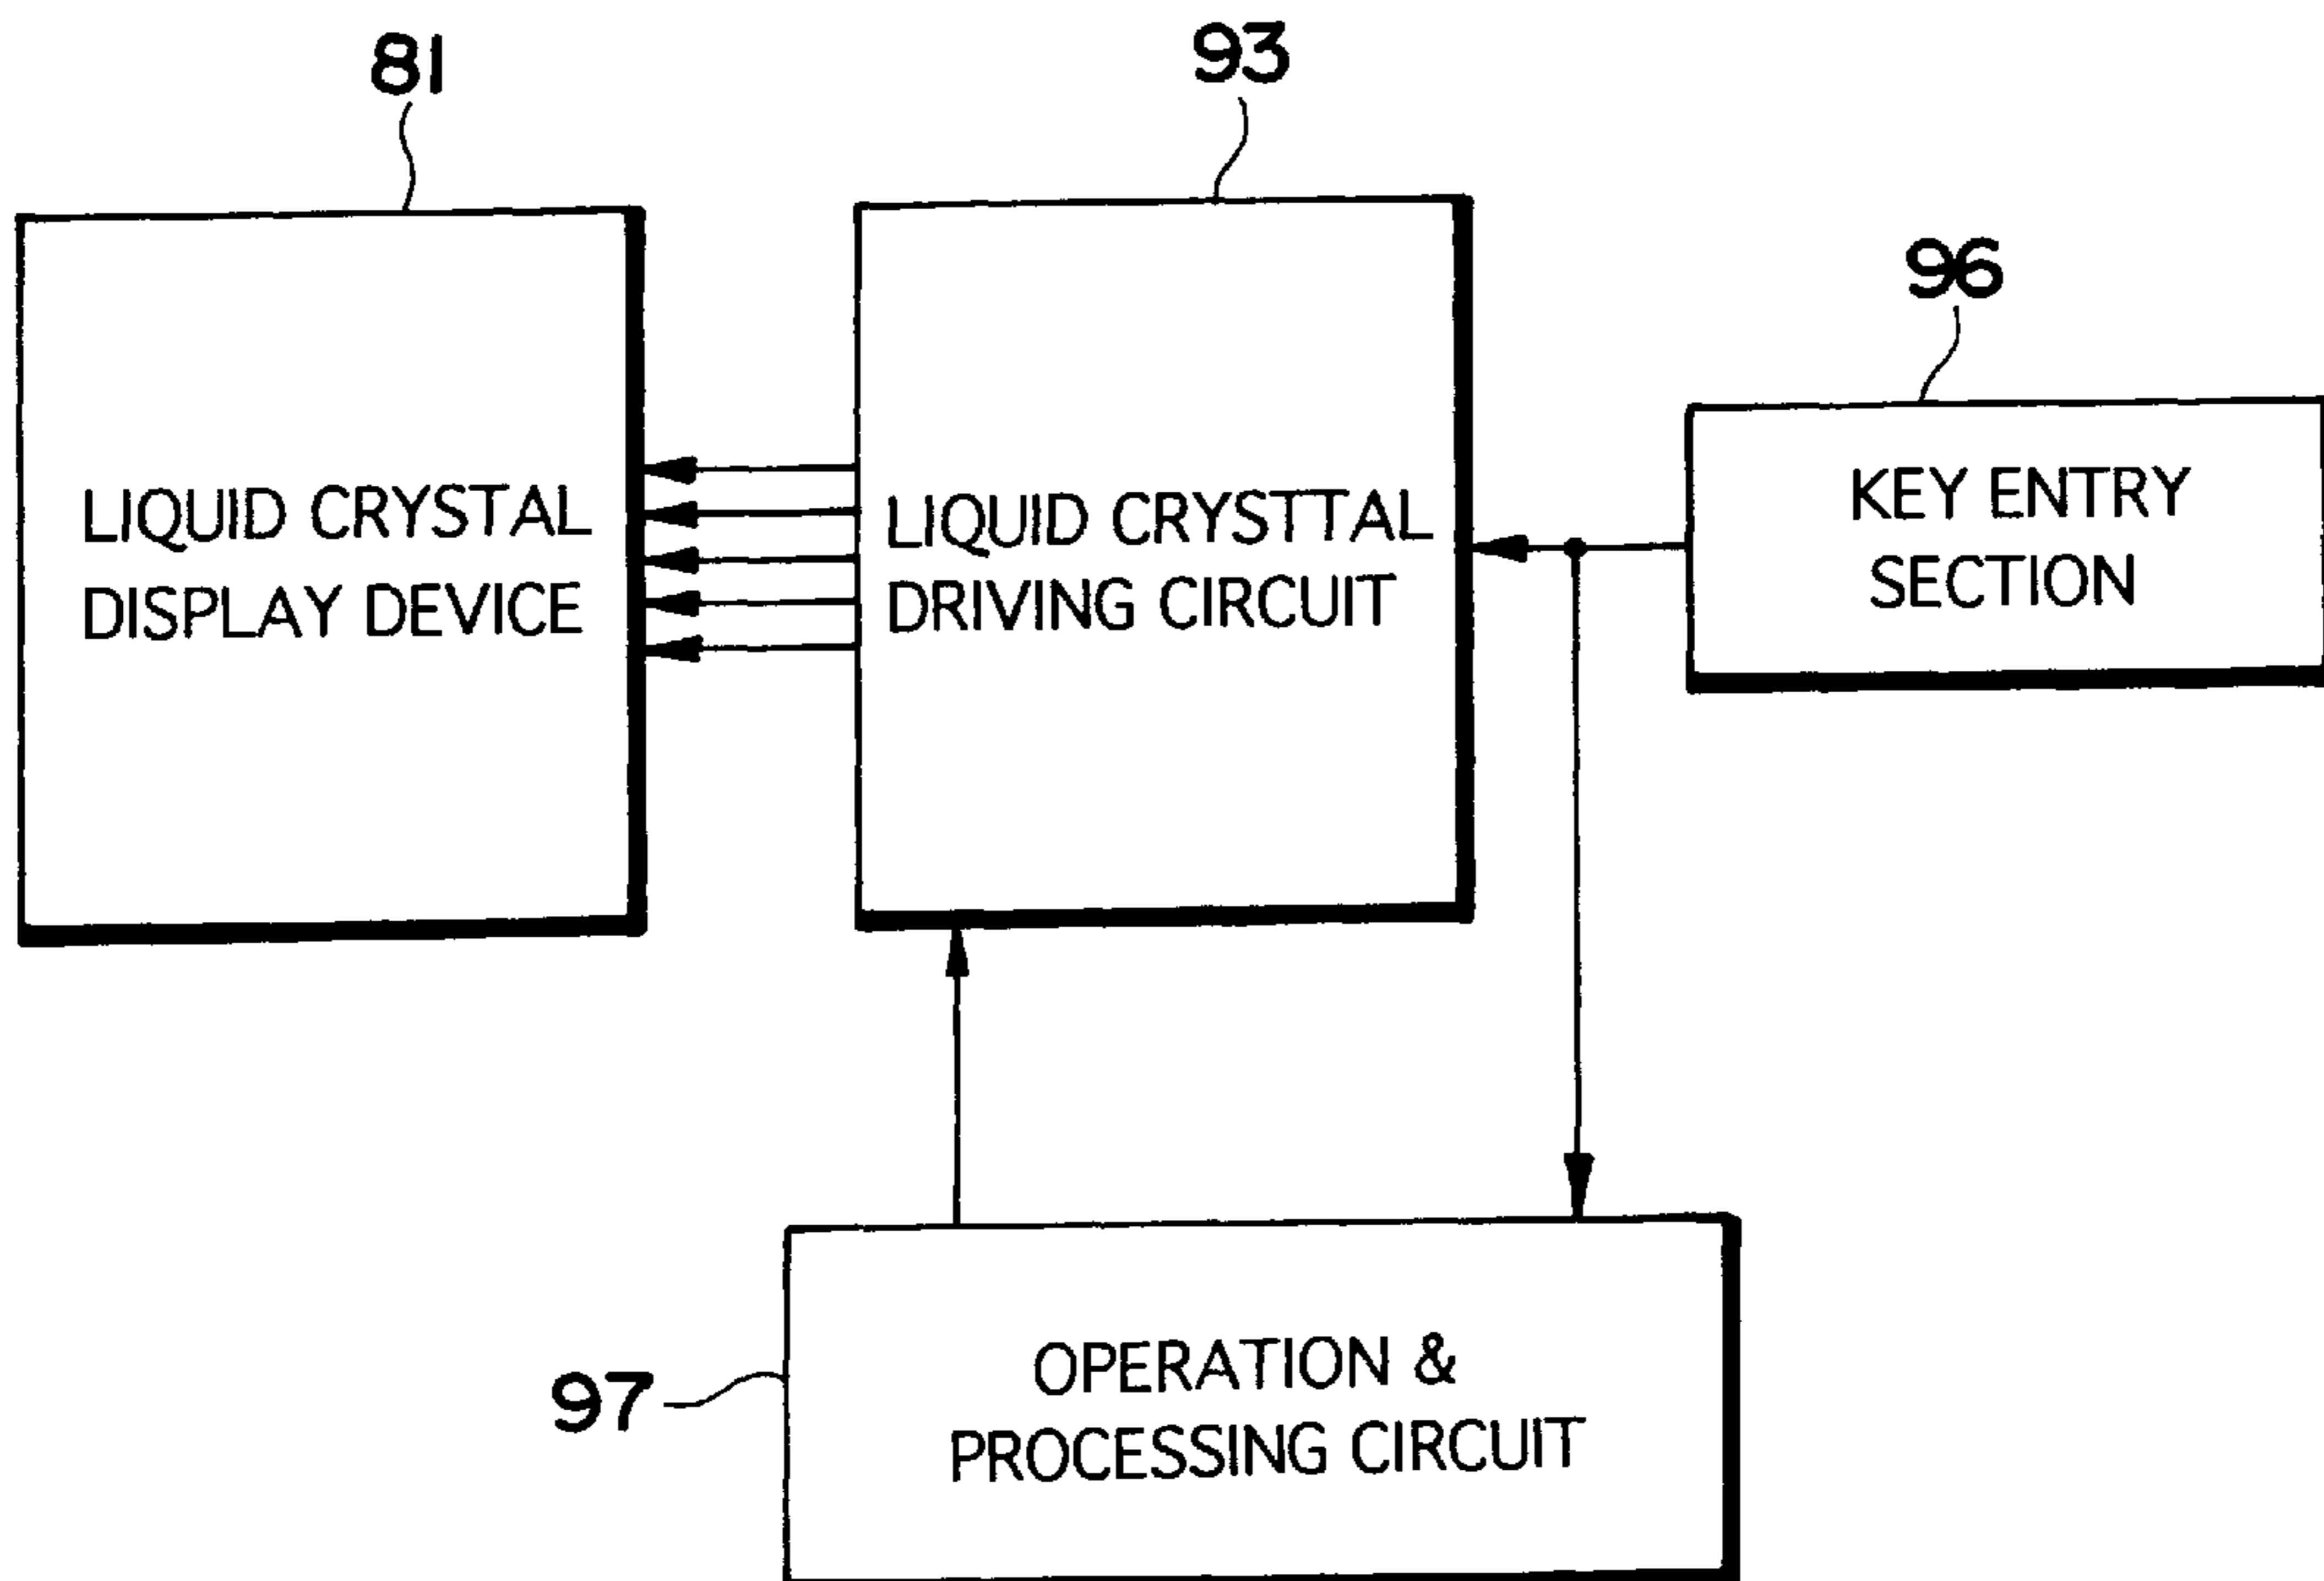 81
93
96
LIQUID CRYSTAL
DISPLAY DEVICE
LIQUID CRYSTTAL
DRIVING CIRCUIT
KEY ENTRY
SECTION
97
OPERATION &
PROCESSING CIRCUIT